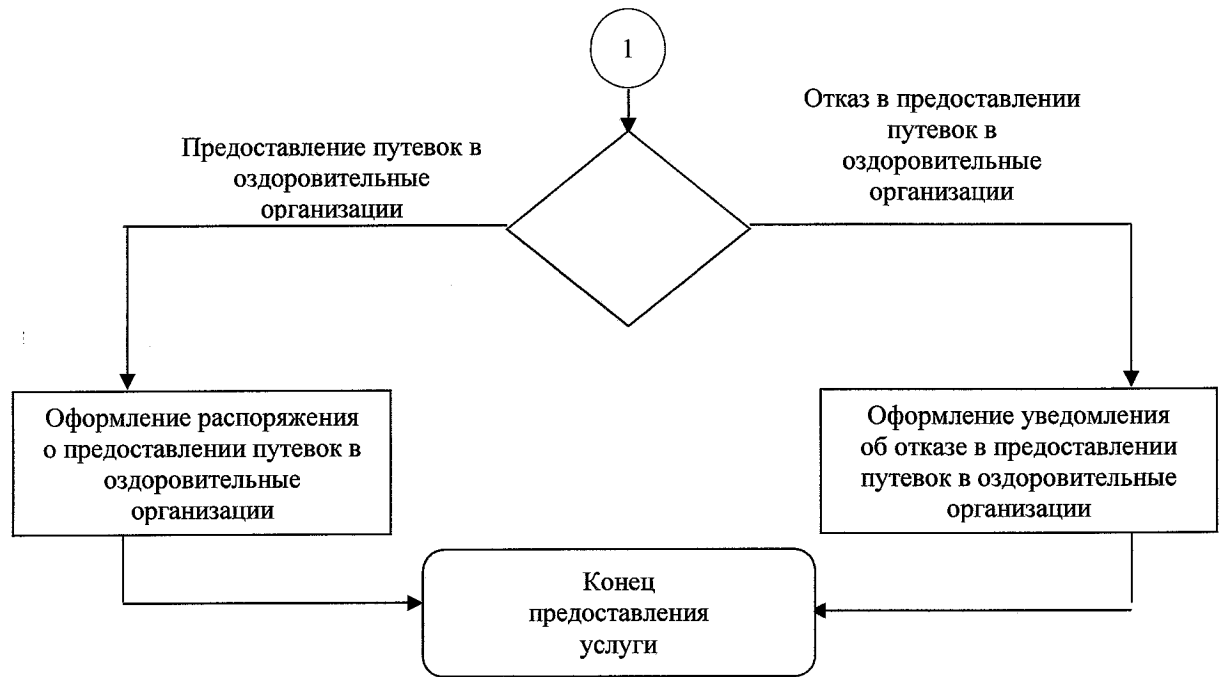 1
Предоставление путевок в
оздоровительные
организации
Отказ в предоставлении
путевок в
оздоровительные
организации
Оформление распоряжения
о предоставлении путевок в
оздоровительные
организации
Оформление уведомления
об отказе в предоставлении
путевок в оздоровительные
организации
Конец
предоставления
услуги